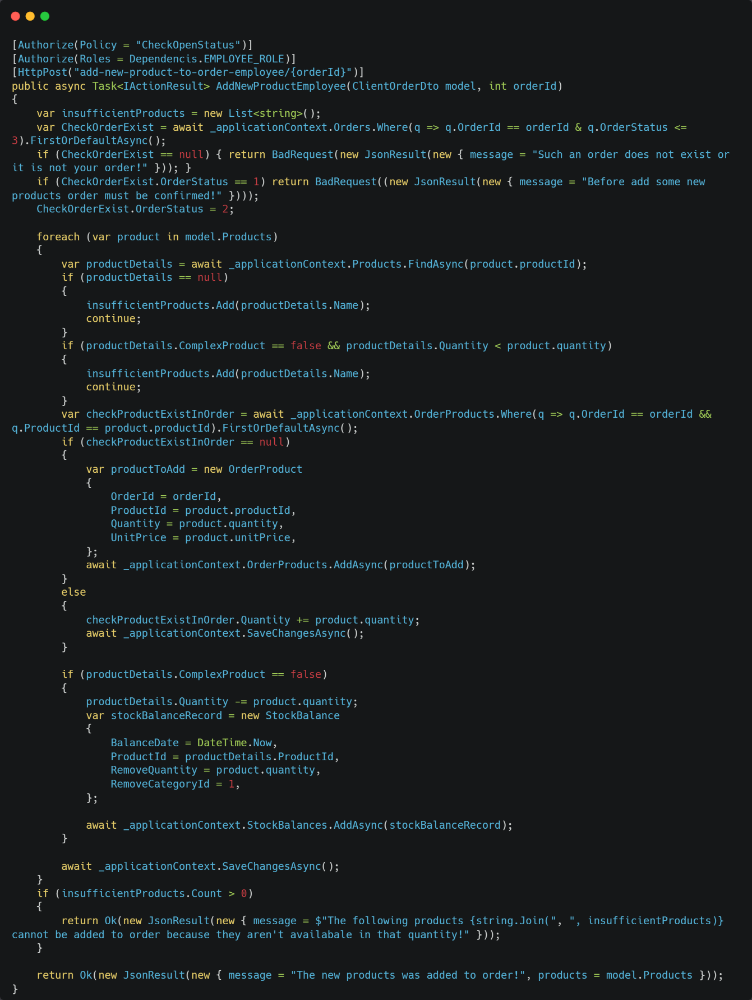 [Authorize(Policy = "CheckOpenStatus")]
[Authorize(Roles = Dependencis.EMPLOYEE_ROLE)]
[HttpPost("add-new-product-to-order-employee/{orderId}")]
public async Task<IActionResult> AddNewProductEmployee(ClientOrderDto model, int orderId)
{
    var insufficientProducts = new List<string>();
    var CheckOrderExist = await _applicationContext.Orders.Where(q => q.OrderId == orderId & q.OrderStatus <=
3).FirstOrDefaultAsync();
    if (CheckOrderExist == null) { return BadRequest(new JsonResult(new { message = "Such an order does not exist or
it is not your order!" })); }
    if (CheckOrderExist.OrderStatus == 1) return BadRequest((new JsonResult(new { message = "Before add some new
products order must be confirmed!" })));
    CheckOrderExist.OrderStatus = 2;

    foreach (var product in model.Products)
    {
        var productDetails = await _applicationContext.Products.FindAsync(product.productId);
        if (productDetails == null)
        {
            insufficientProducts.Add(productDetails.Name);
            continue;
        }
        if (productDetails.ComplexProduct == false && productDetails.Quantity < product.quantity)
        {
            insufficientProducts.Add(productDetails.Name);
            continue;
        }
        var checkProductExistInOrder = await _applicationContext.OrderProducts.Where(q => q.OrderId == orderId &&
q.ProductId == product.productId).FirstOrDefaultAsync();
        if (checkProductExistInOrder == null)
        {
            var productToAdd = new OrderProduct
            {
                OrderId = orderId,
                ProductId = product.productId,
                Quantity = product.quantity,
                UnitPrice = product.unitPrice,
            };
            await _applicationContext.OrderProducts.AddAsync(productToAdd);
        }
        else
        {
            checkProductExistInOrder.Quantity += product.quantity;
            await _applicationContext.SaveChangesAsync();
        }

        if (productDetails.ComplexProduct == false)
        {
            productDetails.Quantity -= product.quantity;
            var stockBalanceRecord = new StockBalance
            {
                BalanceDate = DateTime.Now,
                ProductId = productDetails.ProductId,
                RemoveQuantity = product.quantity,
                RemoveCategoryId = 1,
            };

            await _applicationContext.StockBalances.AddAsync(stockBalanceRecord);
        }

        await _applicationContext.SaveChangesAsync();
    }
    if (insufficientProducts.Count > 0)
    {
        return Ok(new JsonResult(new { message = $"The following products {string.Join(", ", insufficientProducts)}
cannot be added to order because they aren't availabale in that quantity!" }));
    }

    return Ok(new JsonResult(new { message = "The new products was added to order!", products = model.Products }));
}